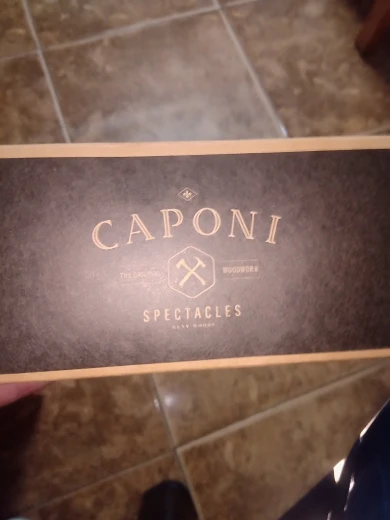 CAPONI
THE ORIGINAL WOODWORK
SPECTACLES